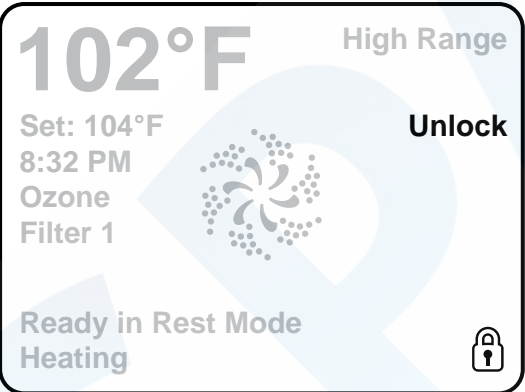 102°F
High Range
Set: 104°F
Unlock
8:32 PM
Ozone
Filter 1
Ready in Rest Mode
Heating